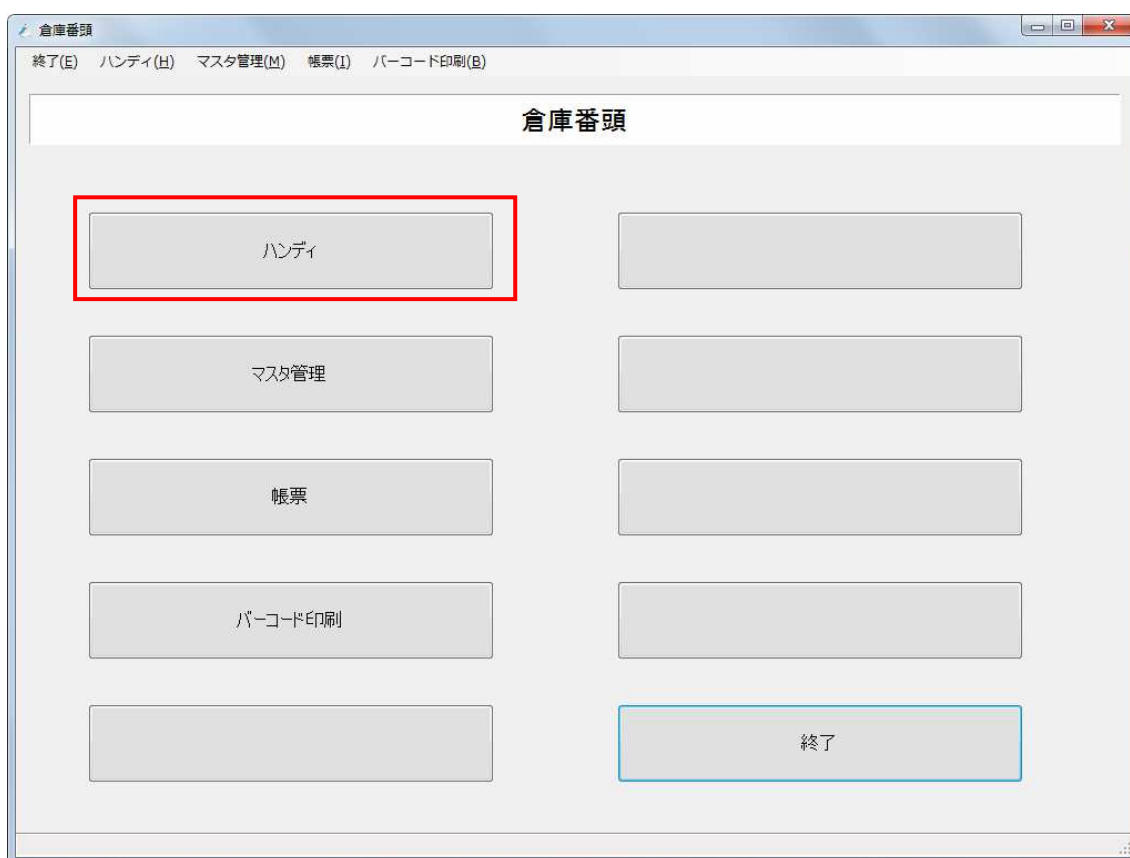 倉庫番頭
終了(E) ハンディ(H) マスタ管理(M) 帳票(I) バーコード印刷(B)
倉庫番頭
ハンディ
マスタ管理
帳票
バーコード印刷
終了